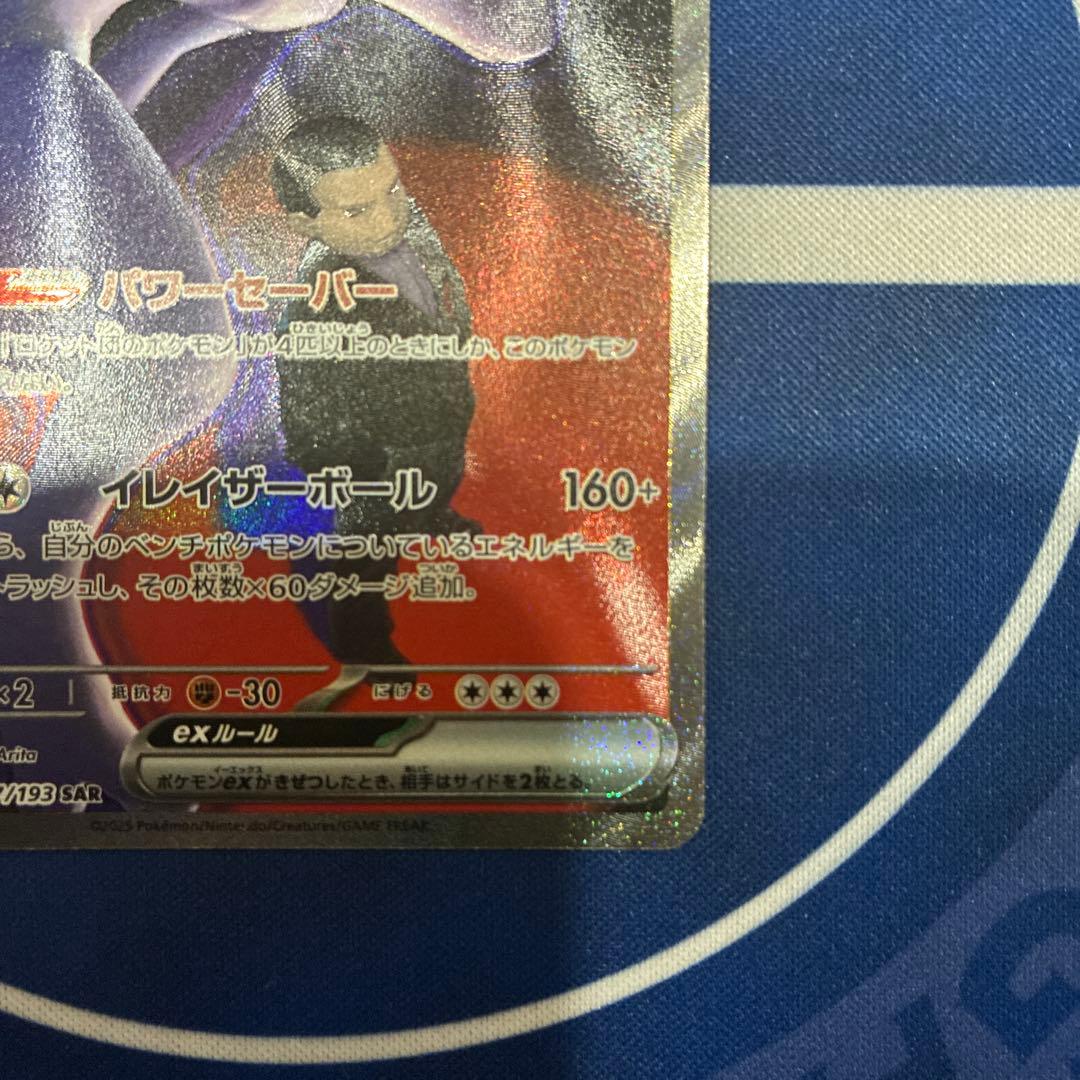 パワーセーバー
「ロケット団のポケモン」が4匹以上のときにしか、このポケモン
えない。
イレイザーボール 160+
ら、自分のベンチポケモンについているエネルギーを
トラッシュし、その枚数×60ダメージ追加。
×2 抵抗力 -30 にげる
exルール
ポケモンexがきぜつしたとき、相手はサイドを2枚とる。
Arita
/193 SAR
©2025 Pokémon/Nintendo/Creatures/GAME FREAK